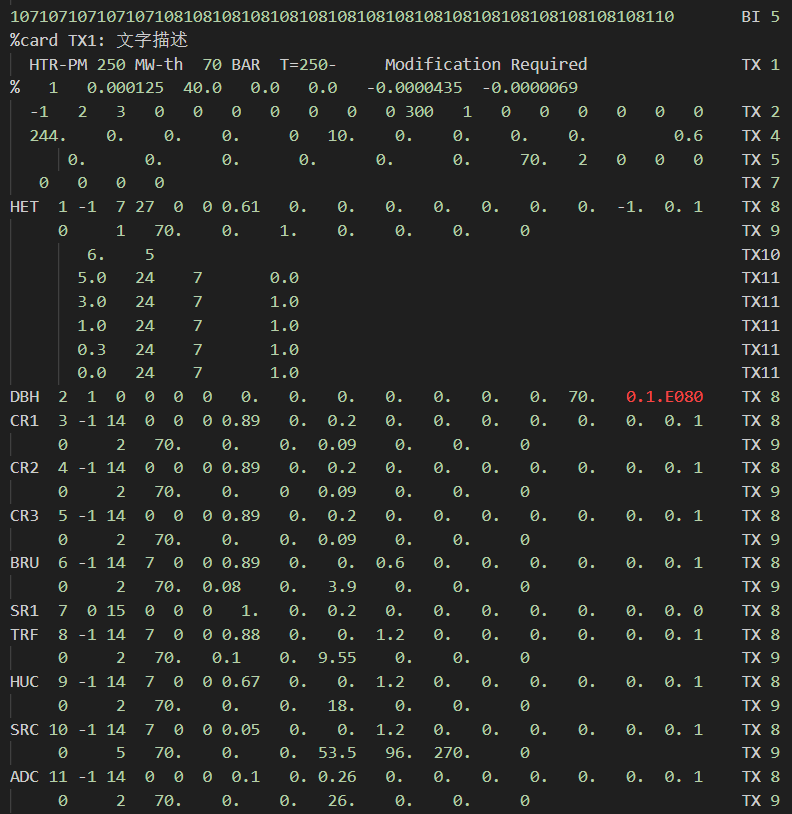 107107107107107108108108108108108108108108108108108108108108108108110       BI 5
%card TX1: 文字描述
  HTR-PM 250 MW-th  70 BAR  T=250-     Modification Required                TX 1
%   1   0.000125  40.0   0.0   0.0   -0.0000435  -0.0000069
  -1   2   3   0   0   0   0   0   0   0 300   1   0   0   0   0   0   0    TX 2
  244.    0.    0.    0.     0   10.    0.    0.    0.    0.         0.6    TX 4
      0.      0.      0.      0.      0.      0.     70.   2   0   0   0    TX 5
   0   0   0   0                                                            TX 7
HET  1 -1  7 27  0  0 0.61   0.   0.   0.   0.   0.   0.   0.  -1.  0. 1    TX 8
     0     1   70.    0.    1.    0.    0.    0.     0                      TX 9
        6.    5                                                             TX10
       5.0   24    7       0.0                                              TX11
       3.0   24    7       1.0                                              TX11
       1.0   24    7       1.0                                              TX11
       0.3   24    7       1.0                                              TX11
       0.0   24    7       1.0                                              TX11
DBH  2  1  0  0  0  0   0.   0.   0.   0.   0.   0.   0.  70.   0.1.E080    TX 8
CR1  3 -1 14  0  0  0 0.89   0.  0.2   0.   0.   0.   0.   0.   0.  0. 1    TX 8
     0     2   70.    0.    0.  0.09    0.    0.     0                      TX 9
CR2  4 -1 14  0  0  0 0.89   0.  0.2   0.   0.   0.   0.   0.   0.  0. 1    TX 8
     0     2   70.    0.    0   0.09    0.    0.     0                      TX 9
CR3  5 -1 14  0  0  0 0.89   0.  0.2   0.   0.   0.   0.   0.   0.  0. 1    TX 8
     0     2   70.    0.    0.  0.09    0.    0.     0                      TX 9
BRU  6 -1 14  7  0  0 0.89   0.   0.  0.6   0.   0.   0.   0.   0.  0. 1    TX 8
     0     2   70.  0.08    0.   3.9    0.    0.     0                      TX 9
SR1  7  0 15  0  0  0   1.   0.  0.2   0.   0.   0.   0.   0.   0.  0. 0    TX 8
TRF  8 -1 14  7  0  0 0.88   0.   0.  1.2   0.   0.   0.   0.   0.  0. 1    TX 8
     0     2   70.   0.1    0.  9.55    0.    0.     0                      TX 9
HUC  9 -1 14  7  0  0 0.67   0.   0.  1.2   0.   0.   0.   0.   0.  0. 1    TX 8
     0     2   70.    0.    0.   18.    0.    0.     0                      TX 9
SRC 10 -1 14  7  0  0 0.05   0.   0.  1.2   0.   0.   0.   0.   0.  0. 1    TX 8
     0     5   70.    0.    0.  53.5   96.  270.     0                      TX 9
ADC 11 -1 14  0  0  0  0.1   0. 0.26   0.   0.   0.   0.   0.   0.  0. 1    TX 8
     0     2   70.    0.    0.   26.    0.    0.     0                      TX 9